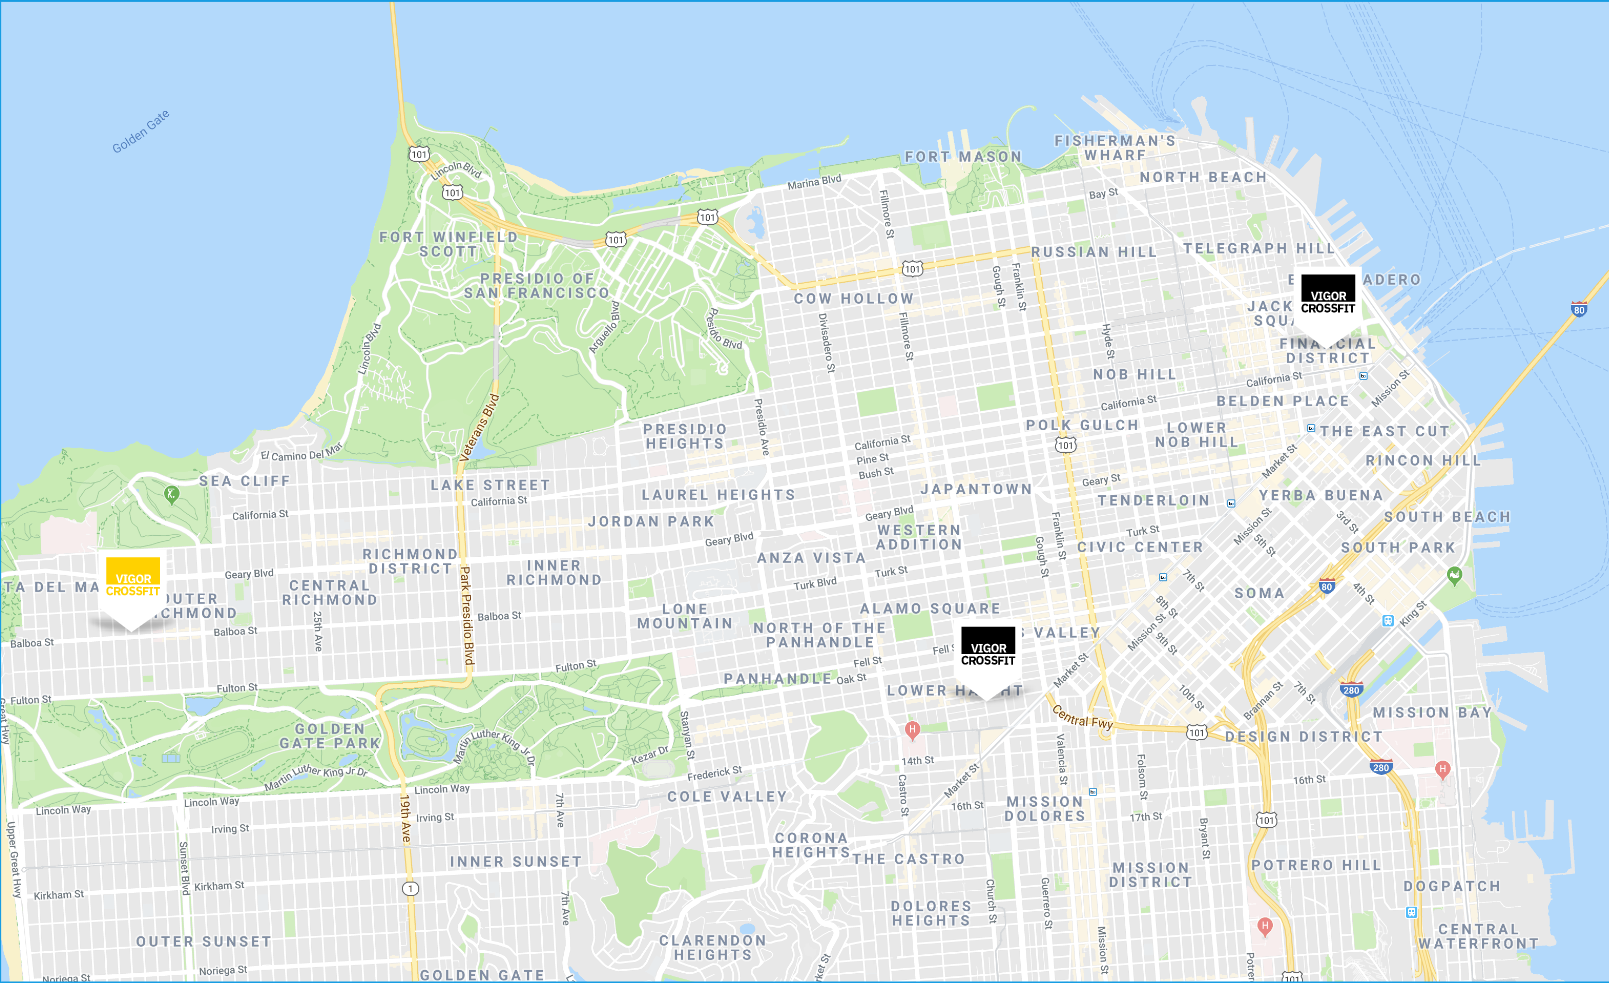 Golden Gate
101
Lincoln Blvd
101
FORT MASON
FISHERMAN'S
WHARF
NORTH BEACH
Marina Blvd
Bay St
Fillmore St
101
101
FORT WINFIELD
SCOTT
RUSSIAN HILL
TELEGRAPH HILL
PRESIDIO OF
SAN FRANCISCO
101
Gough St
Franklin St
COW HOLLOW
ADERO
VIGOR
CROSSFIT
JACK
SQUA
80
Lincoln Blvd
Arguello Blvd
Presidio Blvd
Divisadero St
Fillmore St
Hyde St
FINANCIAL
DISTRICT
NOB HILL
California St
Mission St
Veterans Blvd
Presidio Ave
California St
BELDEN PLACE
PRESIDIO
HEIGHTS
POLK GULCH
LOWER
NOB HILL
THE EAST CUT
El Camino Del Mar
California St
101
Pine St
Bush St
Market St
RINCON HILL
SEA CLIFF
LAKE STREET
Geary St
LAUREL HEIGHTS
JAPANTOWN
TENDERLOIN
YERBA BUENA
California St
California St
JORDAN PARK
Geary Blvd
3rd St
SOUTH BEACH
Mission St
WESTERN
ADDITION
Franklin St
Turk St
5th St
Geary Blvd
RICHMOND
DISTRICT
Gough St
CIVIC CENTER
SOUTH PARK
ANZA VISTA
INNER
RICHMOND
Geary Blvd
Turk St
Turk Blvd
7th St
VIGOR
CROSSFIT
TA DEL MA
CENTRAL
RICHMOND
Park Presidio Blvd
80
4th St
SOMA
OUTER
RICHMOND
LONE
MOUNTAIN
ALAMO SQUARE
8th St
King St
25th Ave
Balboa St
NORTH OF THE
PANHANDLE
S VALLEY
Mission St
Balboa St
Balboa St
Fell S
VIGOR
CROSSFIT
9th St
Fell St
Fulton St
Market St
PANHANDLE
Oak St
LOWER HAIGHT
Fulton St
Fulton St
10th St
Brannan St
7th St
280
Great Hwy
Central Fwy
MISSION BAY
GOLDEN
GATE PARK
Stanyan St
101
DESIGN DISTRICT
Martin Luther King Jr Dr
Kezar Dr
Valencia St
Folsom St
14th St
Martin Luther King Jr Dr
Frederick St
Castro St
Market St
280
16th St
Lincoln Way
Lincoln Way
Lincoln Way
7th Ave
COLE VALLEY
16th St
MISSION
DOLORES
17th St
Irving St
Irving St
19th Ave
101
Upper Great Hwy
Sunset Blvd
CORONA
HEIGHTS
THE CASTRO
Bryant St
INNER SUNSET
MISSION
DISTRICT
POTRERO HILL
Kirkham St
Kirkham St
1
7th Ave
Church St
Guerrero St
DOGPATCH
DOLORES
HEIGHTS
OUTER SUNSET
CLARENDON
HEIGHTS
Mission St
CENTRAL
WATERFRONT
Noriega St
Noriega St
GOLDEN GATE
rket St
Potrer
101